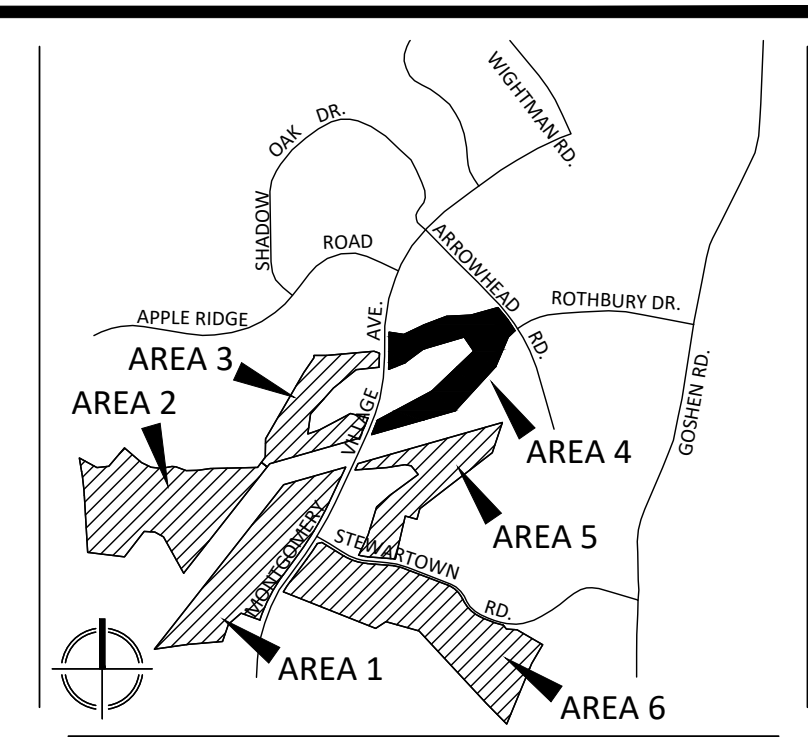 WIGHTMAN RD.
SHADOW OAK DR.
ARROWHEAD RD.
APPLE RIDGE ROAD
ROTHBURY DR.
GOSHEN RD.
MONTGOMERY VILLAGE AVE.
STEWARTOWN RD.
AREA 3
AREA 2
AREA 4
AREA 5
AREA 1
AREA 6